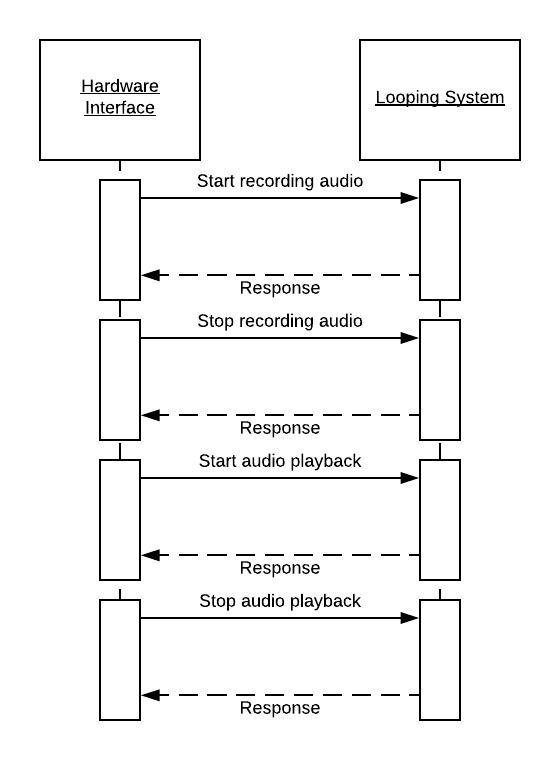 Hardware
Interface
Looping System
Start recording audio
Response
Stop recording audio
Response
Start audio playback
Response
Stop audio playback
Response